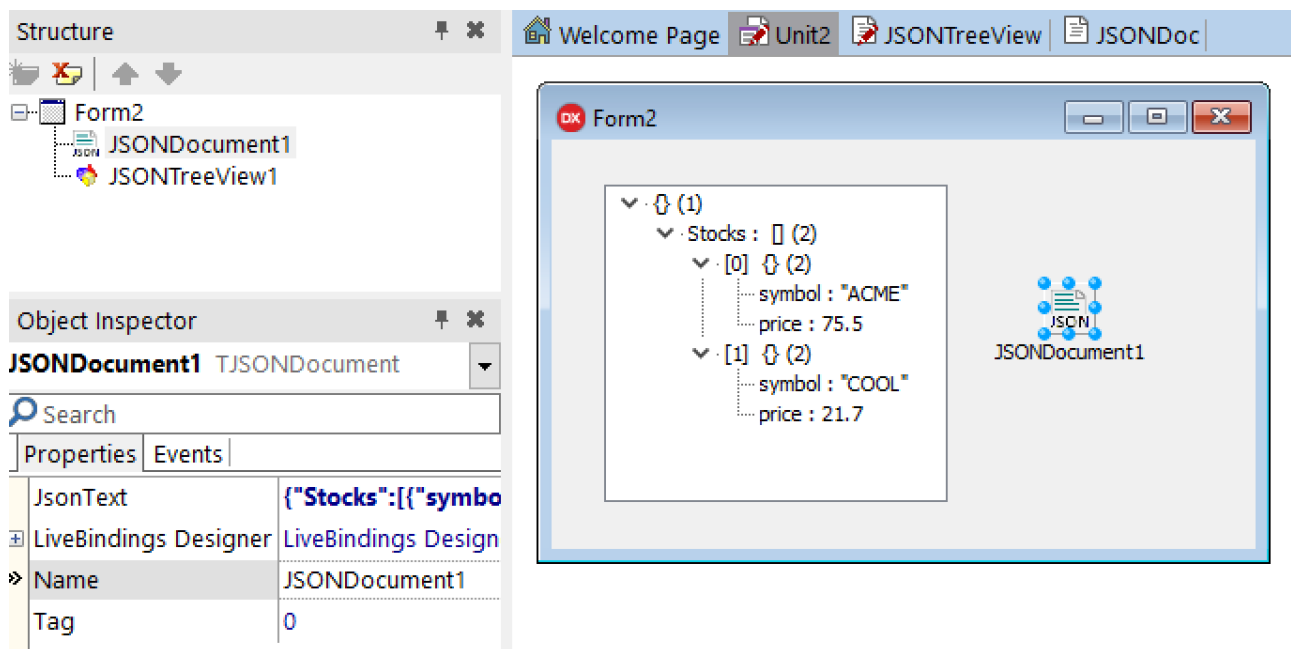 Structure
Form2
JSON JSONDocument1
JSONTreeView1
Object Inspector
JSONDocument1 TJSONDocument
Search
Properties Events
JsonText {"Stocks":[{"symbo
LiveBindings Designer LiveBindings Design
Name JSONDocument1
Tag 0
Welcome Page Unit2 JSONTreeView JSONDoc
DX Form2
{} (1)
Stocks : [] (2)
[0] {} (2)
symbol : "ACME"
price : 75.5
[1] {} (2)
symbol : "COOL"
price : 21.7
JSON
JSONDocument1